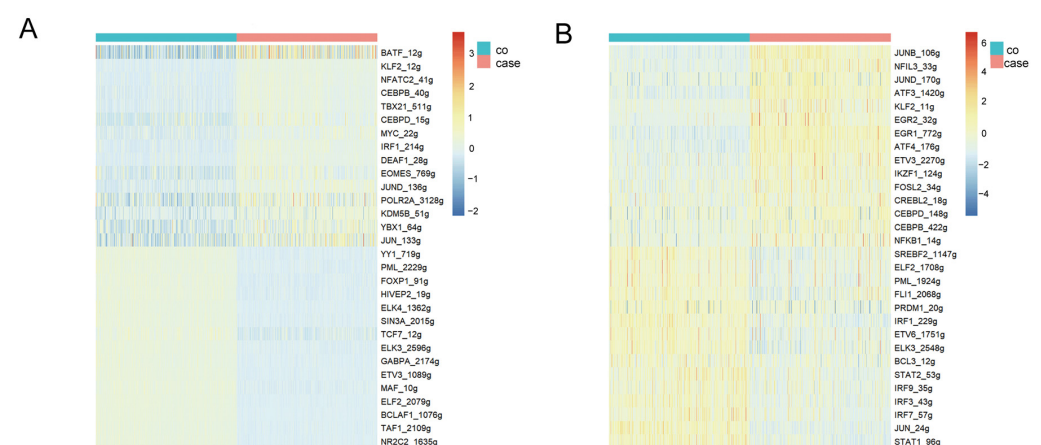 A
BATF_12g
KLF2_12g
NFATC2_41g
CEBPB_40g
TBX21_511g
CEBPD_15g
MYC_22g
IRF1_214g
DEAF1_28g
EOMES_769g
JUND_136g
POLR2A_3128g
KDM5B_51g
YBX1_64g
JUN_133g
YY1_719g
PML_2229g
FOXP1_91g
HIVEP2_19g
ELK4_1362g
SIN3A_2015g
TCF7_12g
ELK3_2596g
GABPA_2174g
ETV3_1089g
MAF_10g
ELF2_2079g
BCLAF1_1076g
TAF1_2109g
NR2C2_1635g
3
2
1
0
−1
−2
co
case
B
JUNB_106g
NFIL3_33g
JUND_170g
ATF3_1420g
KLF2_11g
EGR2_32g
EGR1_772g
ATF4_176g
ETV3_2270g
IKZF1_124g
FOSL2_34g
CREBL2_18g
CEBPD_148g
CEBPB_422g
NFKB1_14g
SREBF2_1147g
ELF2_1708g
PML_1924g
FLI1_2068g
PRDM1_20g
IRF1_229g
ETV6_1751g
ELK3_2548g
BCL3_12g
STAT2_53g
IRF9_35g
IRF3_43g
IRF7_57g
JUN_24g
STAT1_96g
6
4
2
0
−2
−4
co
case